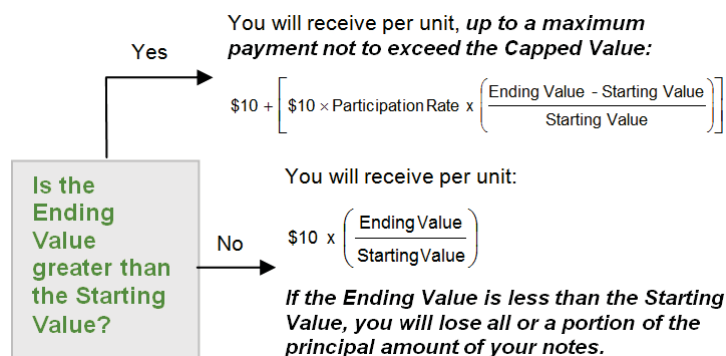 You will receive per unit, up to a maximum
payment not to exceed the Capped Value:
Yes
$10 + [ $10 × Participation Rate x ( Ending Value - Starting Value / Starting Value ) ]
Is the
Ending
Value
greater than
the Starting
Value?
No
You will receive per unit:
$10 x ( Ending Value / Starting Value )
If the Ending Value is less than the Starting
Value, you will lose all or a portion of the
principal amount of your notes.